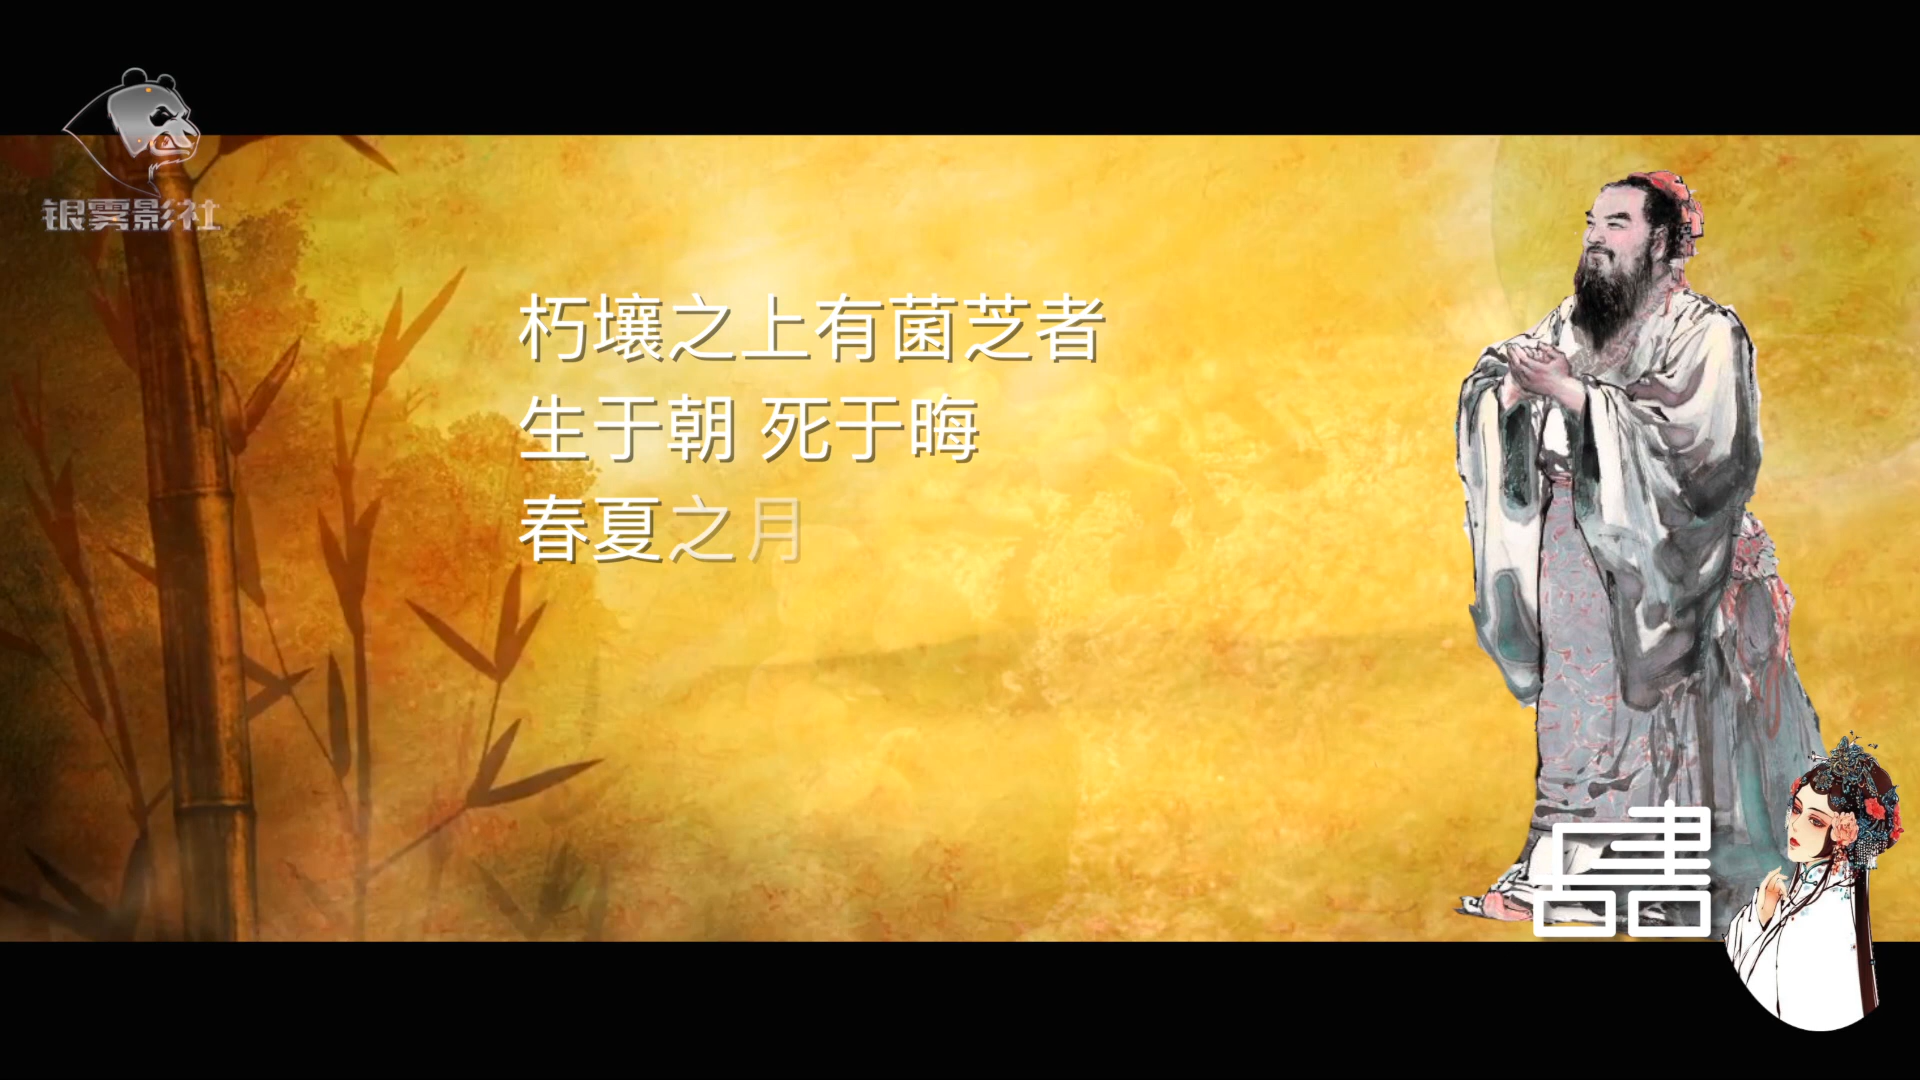 银雾影社
朽壤之上有菌芝者
生于朝 死于晦
春夏之月